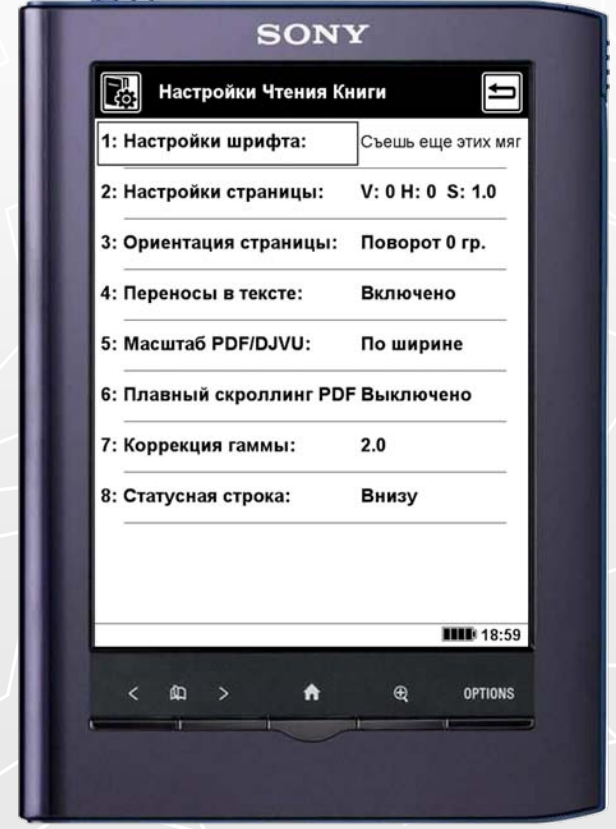 SONY
Настройки Чтения Книги
1: Настройки шрифта: Съешь еще этих мяг
2: Настройки страницы: V: 0 H: 0 S: 1.0
3: Ориентация страницы: Поворот 0 гр.
4: Переносы в тексте: Включено
5: Масштаб PDF/DJVU: По ширине
6: Плавный скроллинг PDF Выключено
7: Коррекция гаммы: 2.0
8: Статусная строка: Внизу
18:59
< > OPTIONS